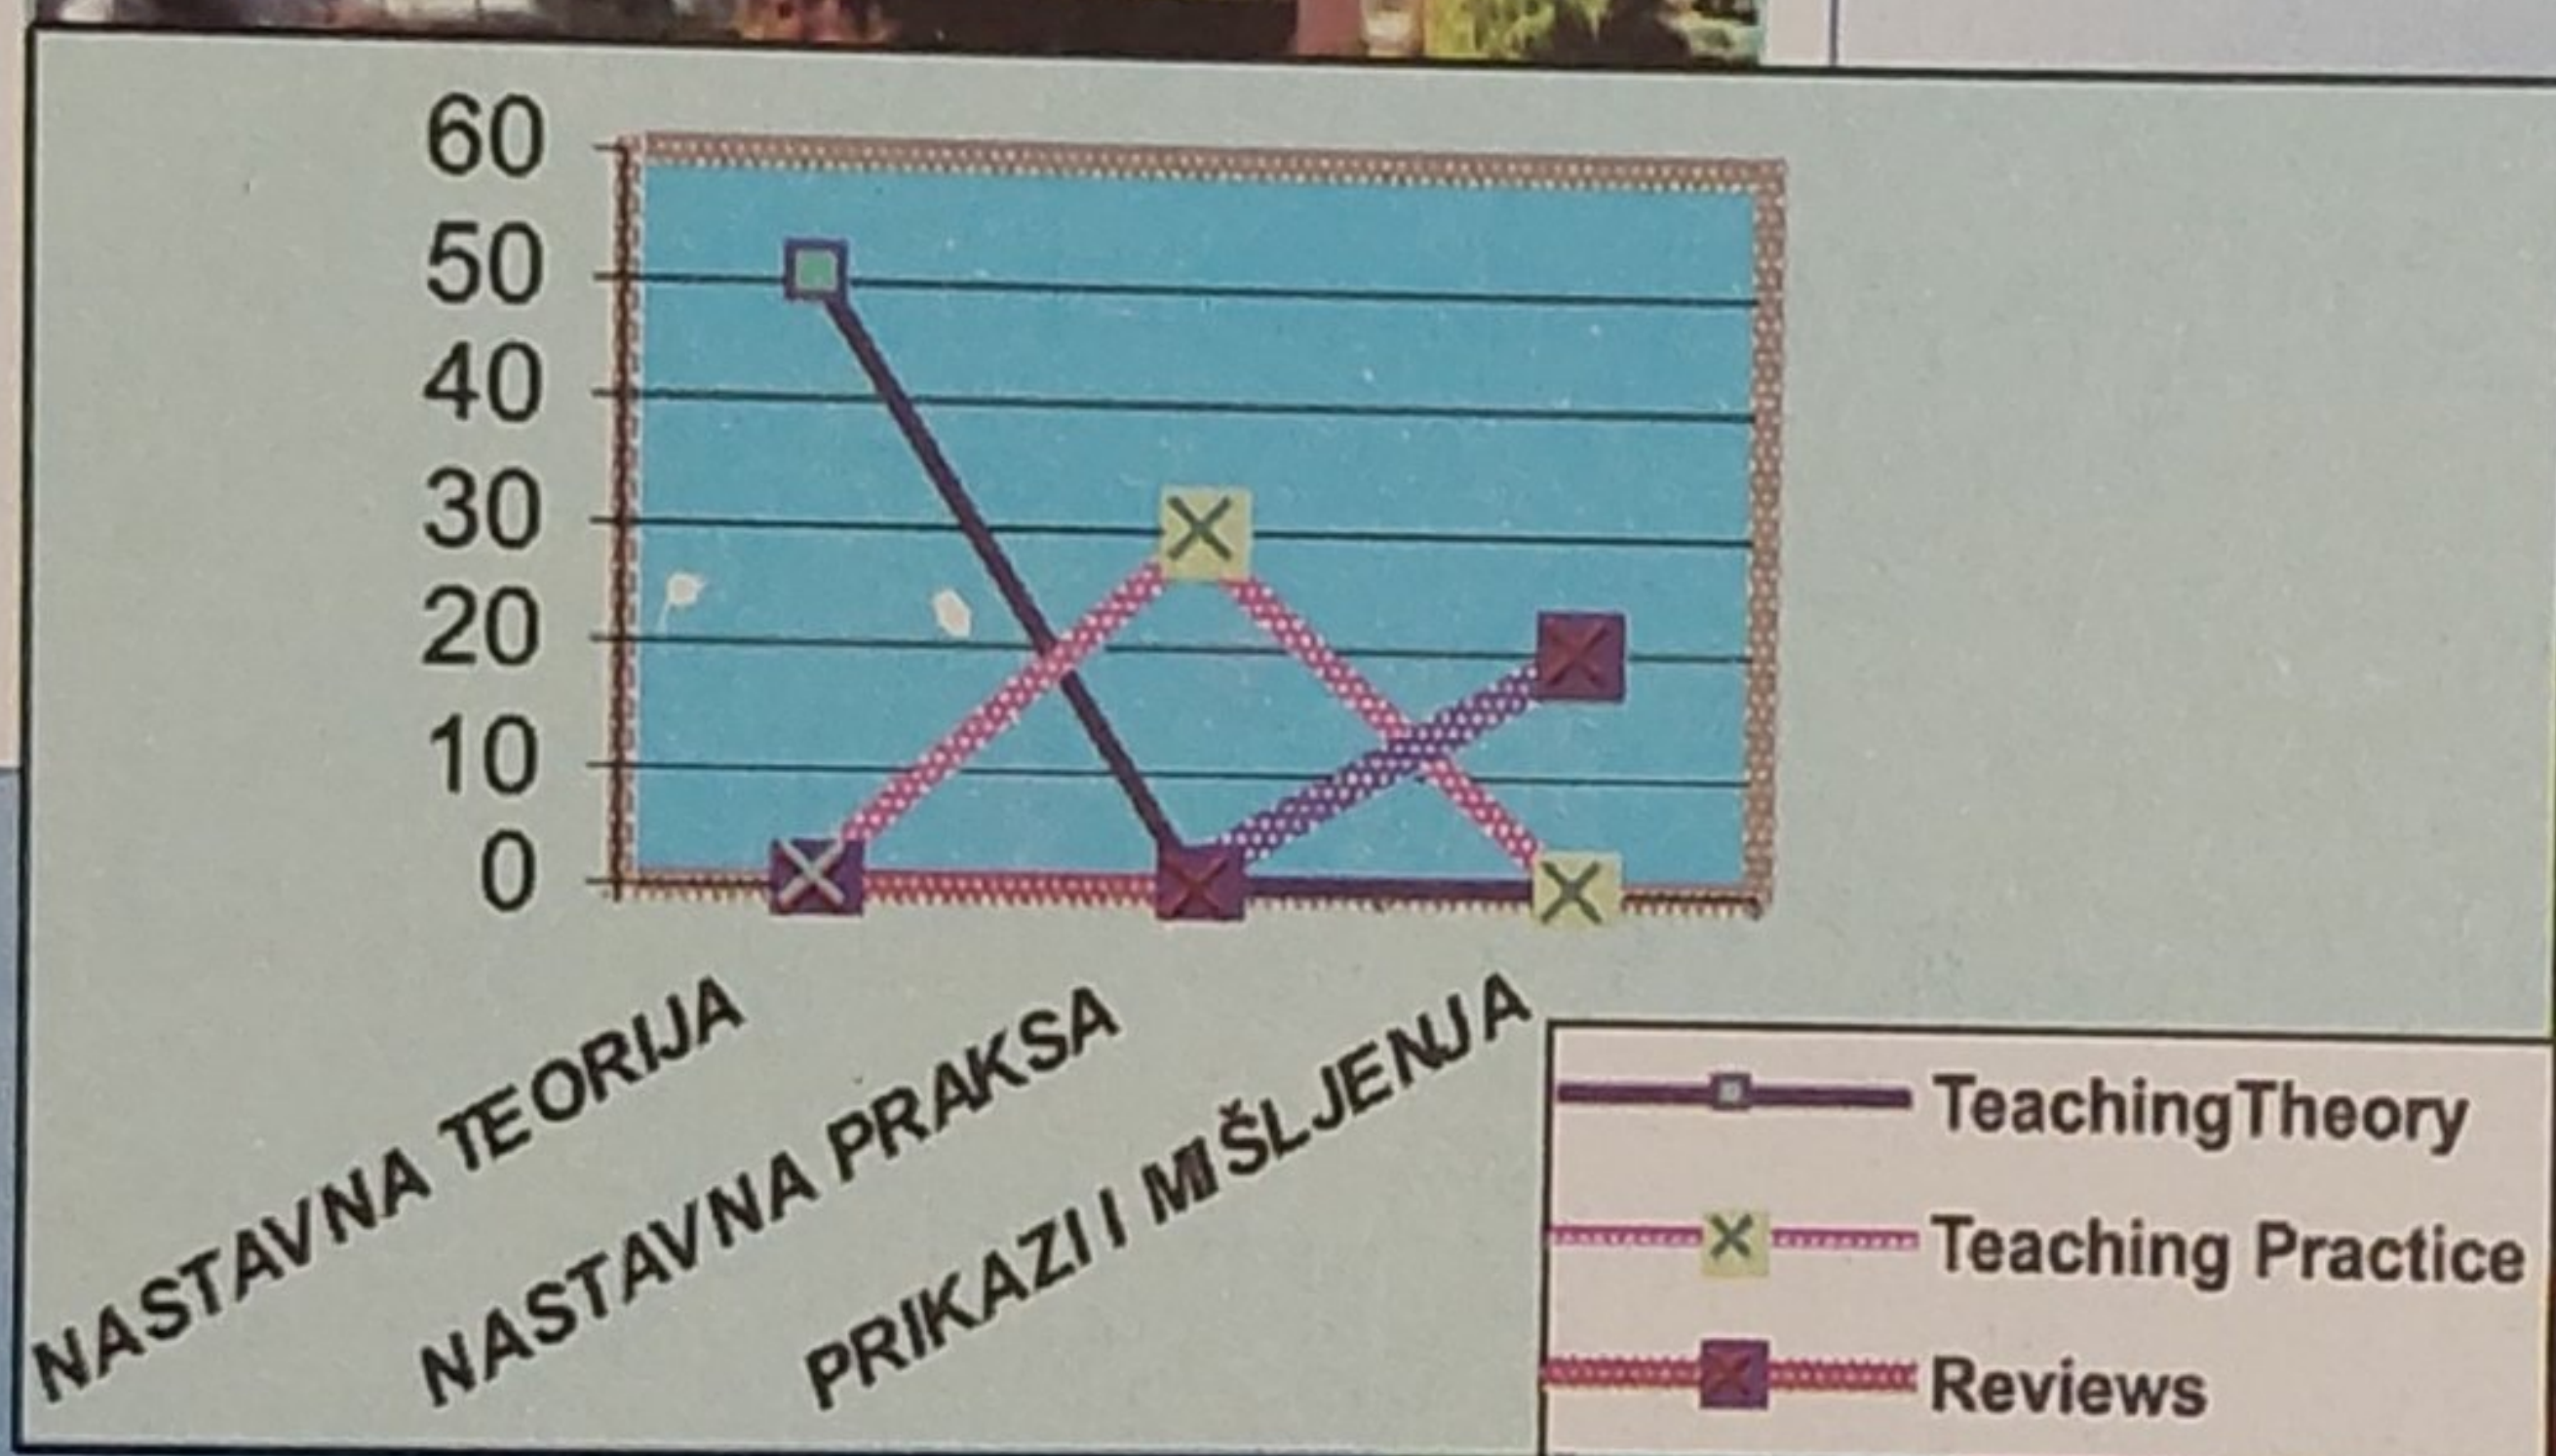 60
50
40
30
20
10
0
NASTAVNA TEORIJA
NASTAVNA PRAKSA
PRIKAZI I MIŠLJENJA
TeachingTheory
Teaching Practice
Reviews